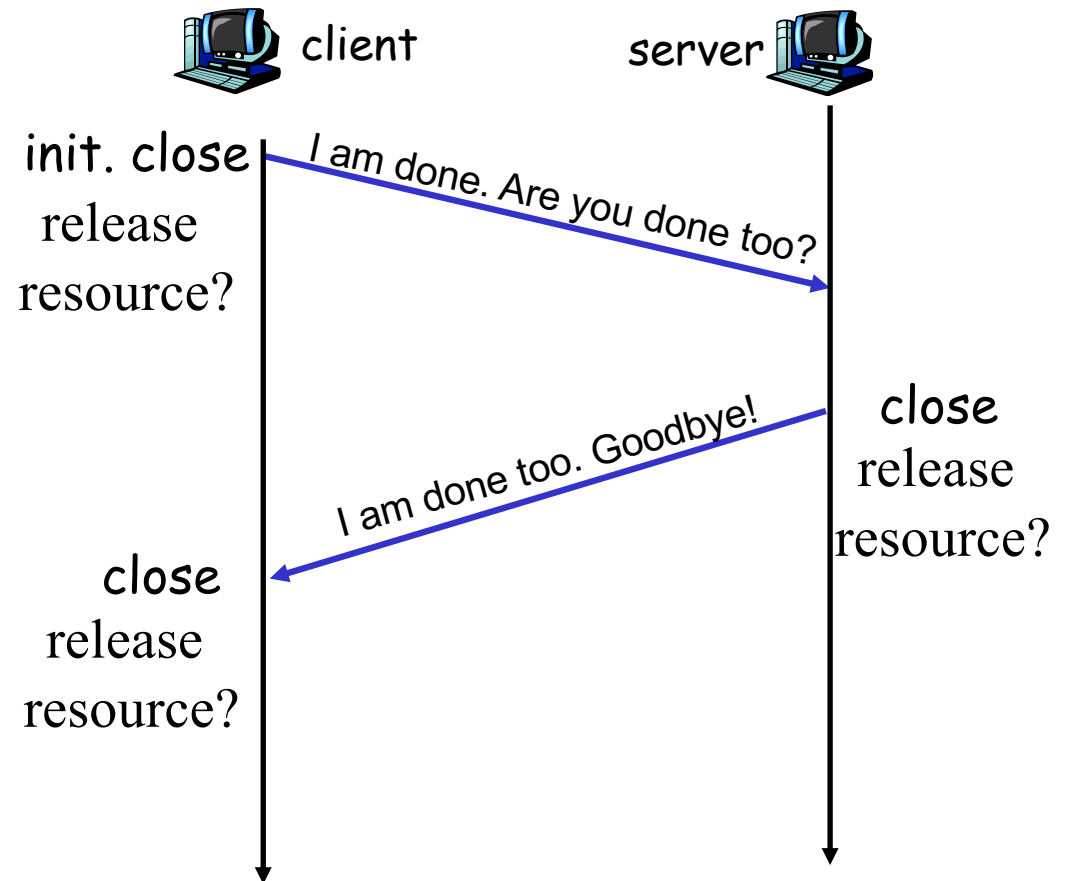 client
server
init. close
release
resource?
I am done. Are you done too?
close
release
resource?
I am done too. Goodbye!
close
release
resource?